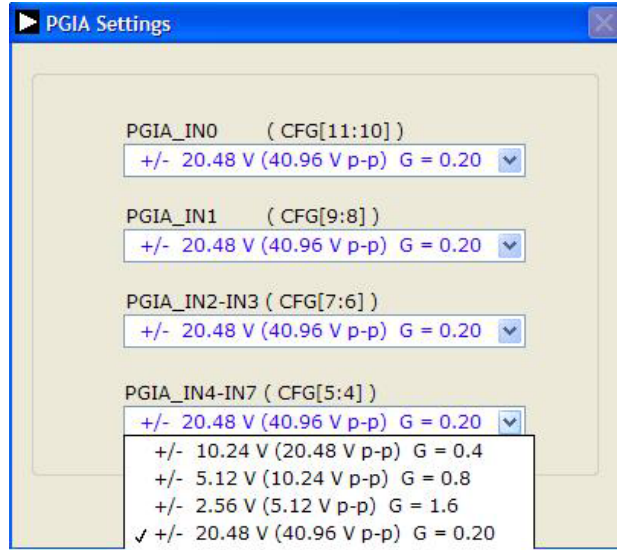 PGIA Settings
PGIA_IN0 ( CFG[11:10] )
+/- 20.48 V (40.96 V p-p) G = 0.20
PGIA_IN1 ( CFG[9:8] )
+/- 20.48 V (40.96 V p-p) G = 0.20
PGIA_IN2-IN3 ( CFG[7:6] )
+/- 20.48 V (40.96 V p-p) G = 0.20
PGIA_IN4-IN7 ( CFG[5:4] )
+/- 20.48 V (40.96 V p-p) G = 0.20
+/- 10.24 V (20.48 V p-p) G = 0.4
+/- 5.12 V (10.24 V p-p) G = 0.8
+/- 2.56 V (5.12 V p-p) G = 1.6
✓ +/- 20.48 V (40.96 V p-p) G = 0.20